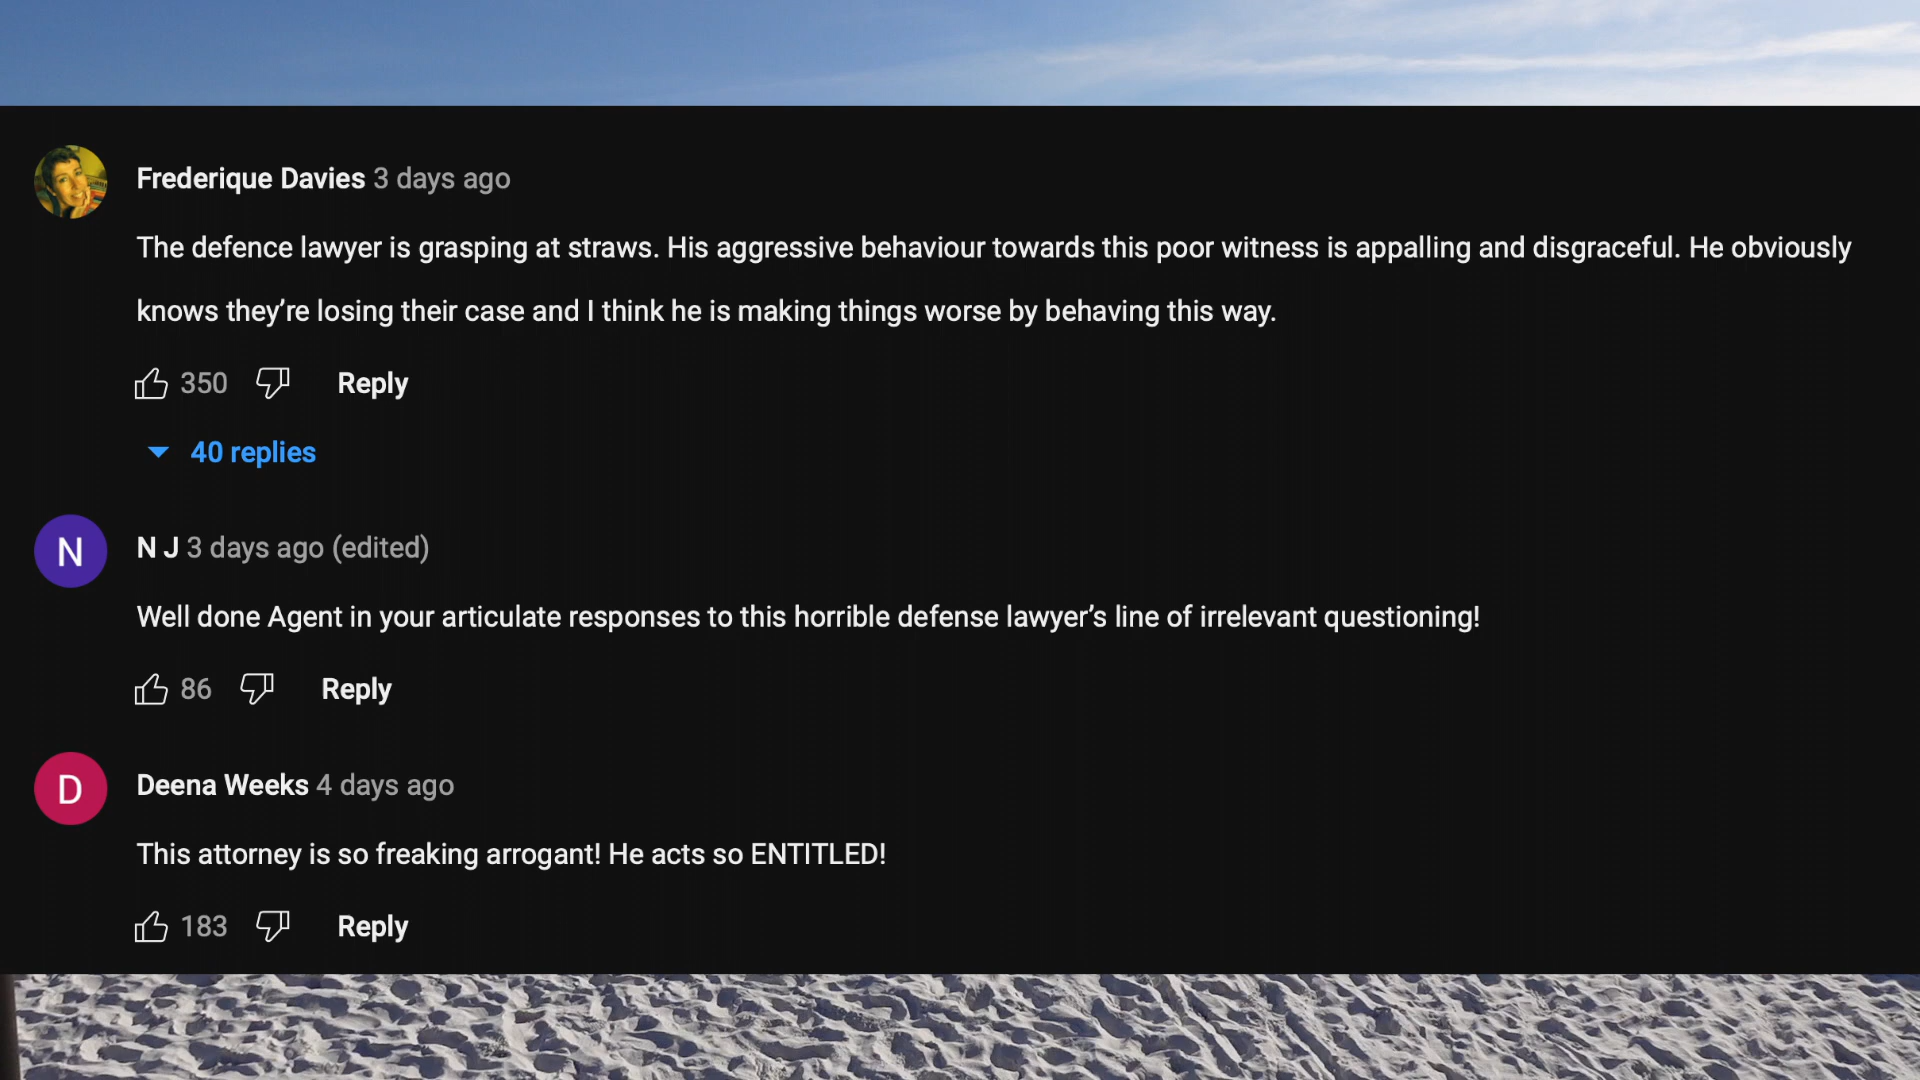 Frederique Davies 3 days ago
The defence lawyer is grasping at straws. His aggressive behaviour towards this poor witness is appalling and disgraceful. He obviously
knows they’re losing their case and I think he is making things worse by behaving this way.
350 Reply
40 replies
N
N J 3 days ago (edited)
Well done Agent in your articulate responses to this horrible defense lawyer’s line of irrelevant questioning!
86 Reply
D
Deena Weeks 4 days ago
This attorney is so freaking arrogant! He acts so ENTITLED!
183 Reply